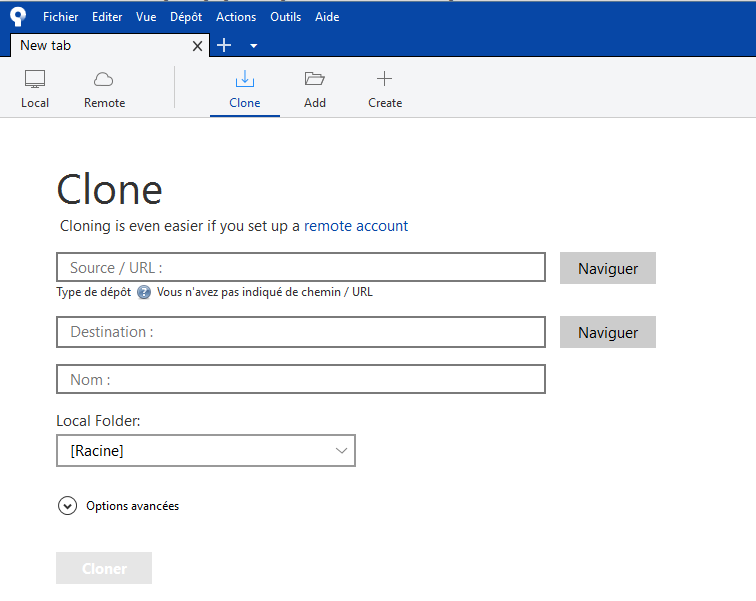 Fichier Editer Vue Dépôt Actions Outils Aide
New tab
Local Remote Clone Add Create
Clone
Cloning is even easier if you set up a remote account
Source / URL : Naviguer
Type de dépôt ? Vous n'avez pas indiqué de chemin / URL
Destination : Naviguer
Nom :
Local Folder:
[Racine]
Options avancées
Cloner